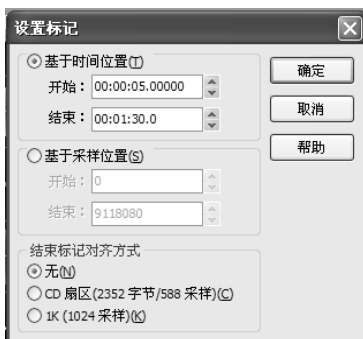 设置标记
基于时间位置(T)
开始： 00:00:05.00000
结束： 00:01:30.0
基于采样位置(S)
开始： 0
结束： 9118080
结束标记对齐方式
无(N)
CD 扇区(2352 字节/588 采样)(C)
1K (1024 采样)(K)
确定
取消
帮助